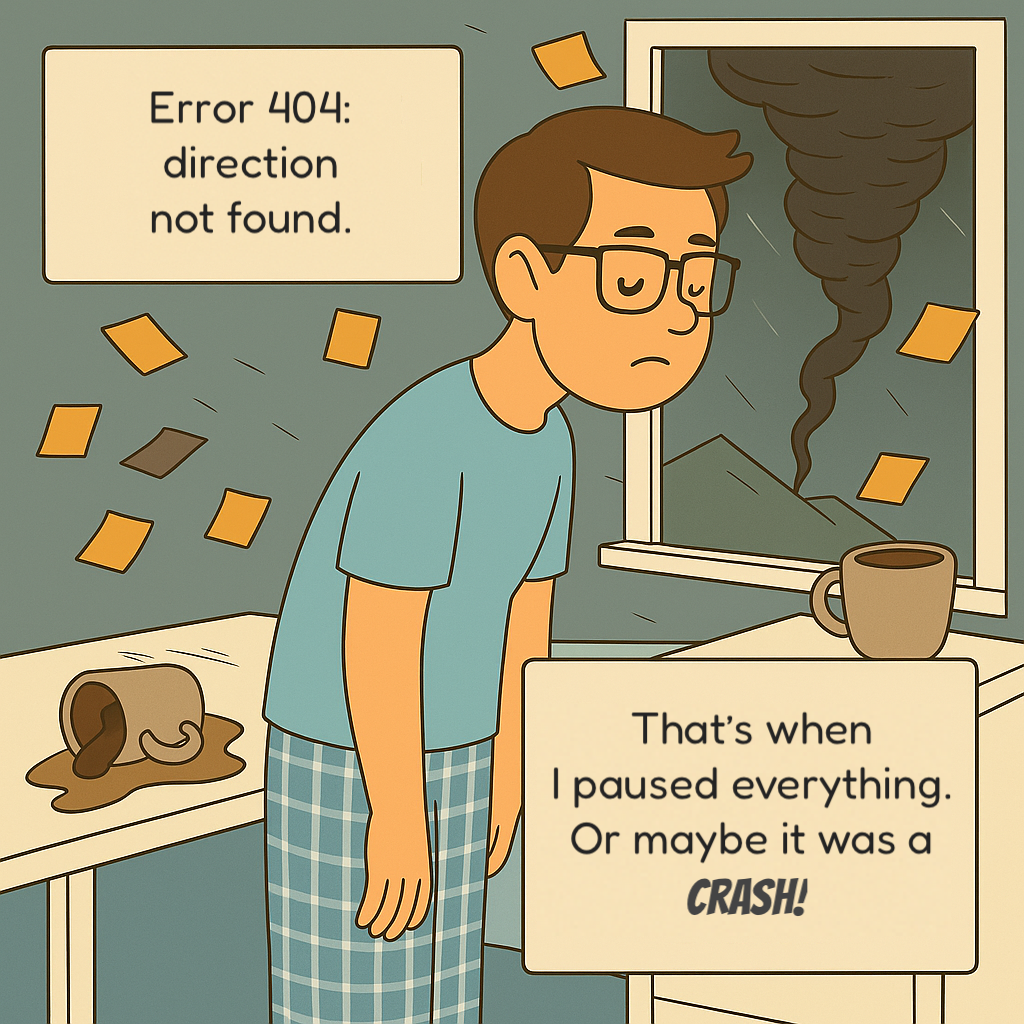 Error 404:
direction
not found.
That’s when
I paused everything.
Or maybe it was a
CRASH!